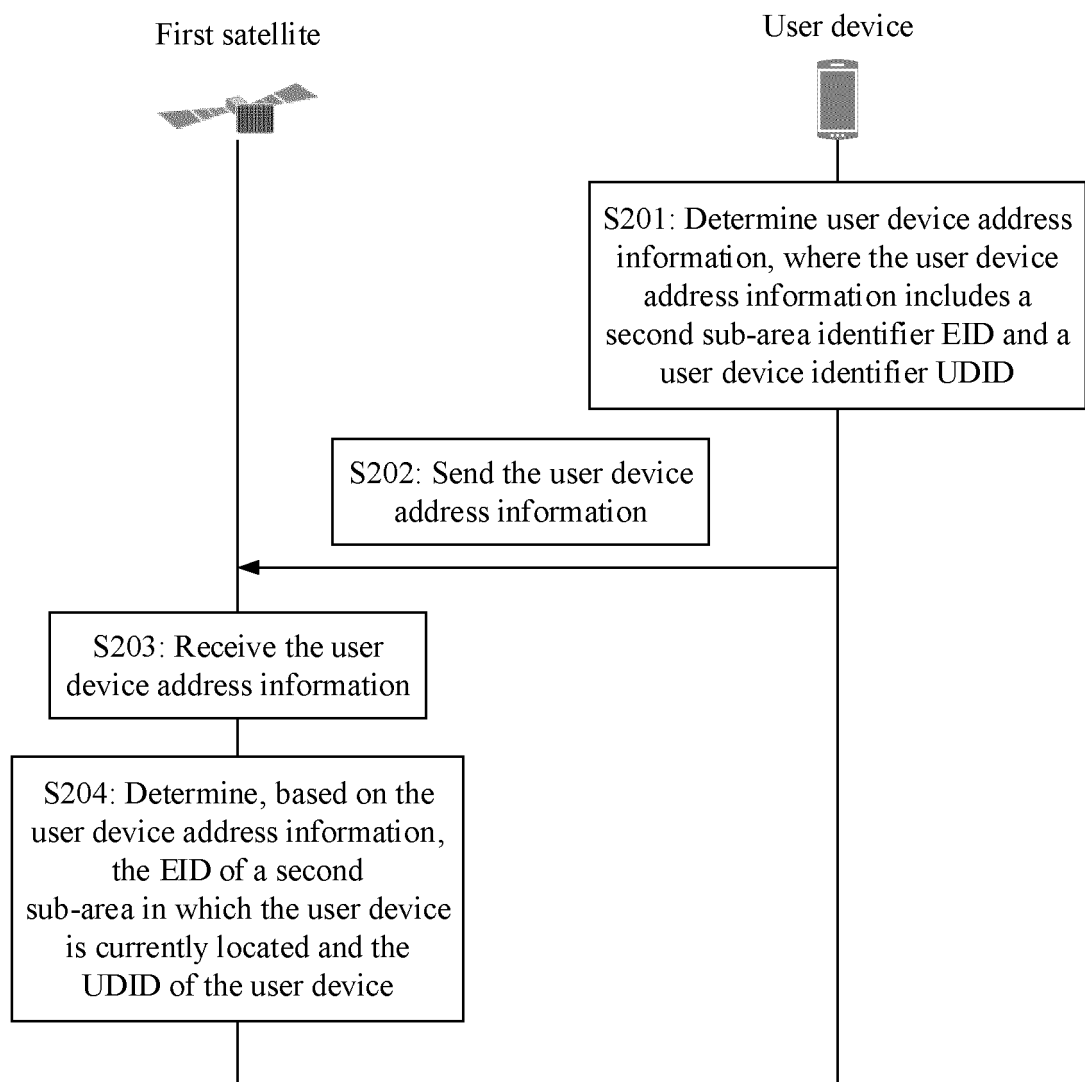 First satellite
User device
S201: Determine user device address
information, where the user device
address information includes a
second sub-area identifier EID and a
user device identifier UDID
S202: Send the user device
address information
S203: Receive the user
device address information
S204: Determine, based on the
user device address information,
the EID of a second
sub-area in which the user device
is currently located and the
UDID of the user device